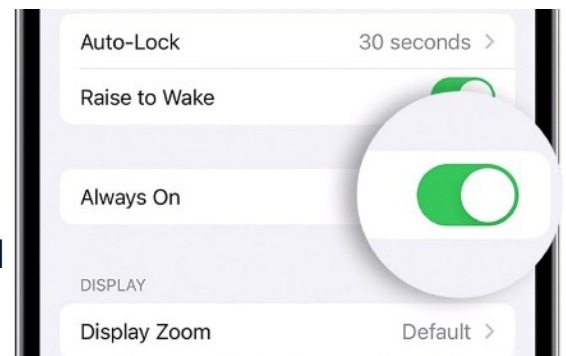 Auto-Lock 30 seconds >
Raise to Wake
Always On
DISPLAY
Display Zoom Default >